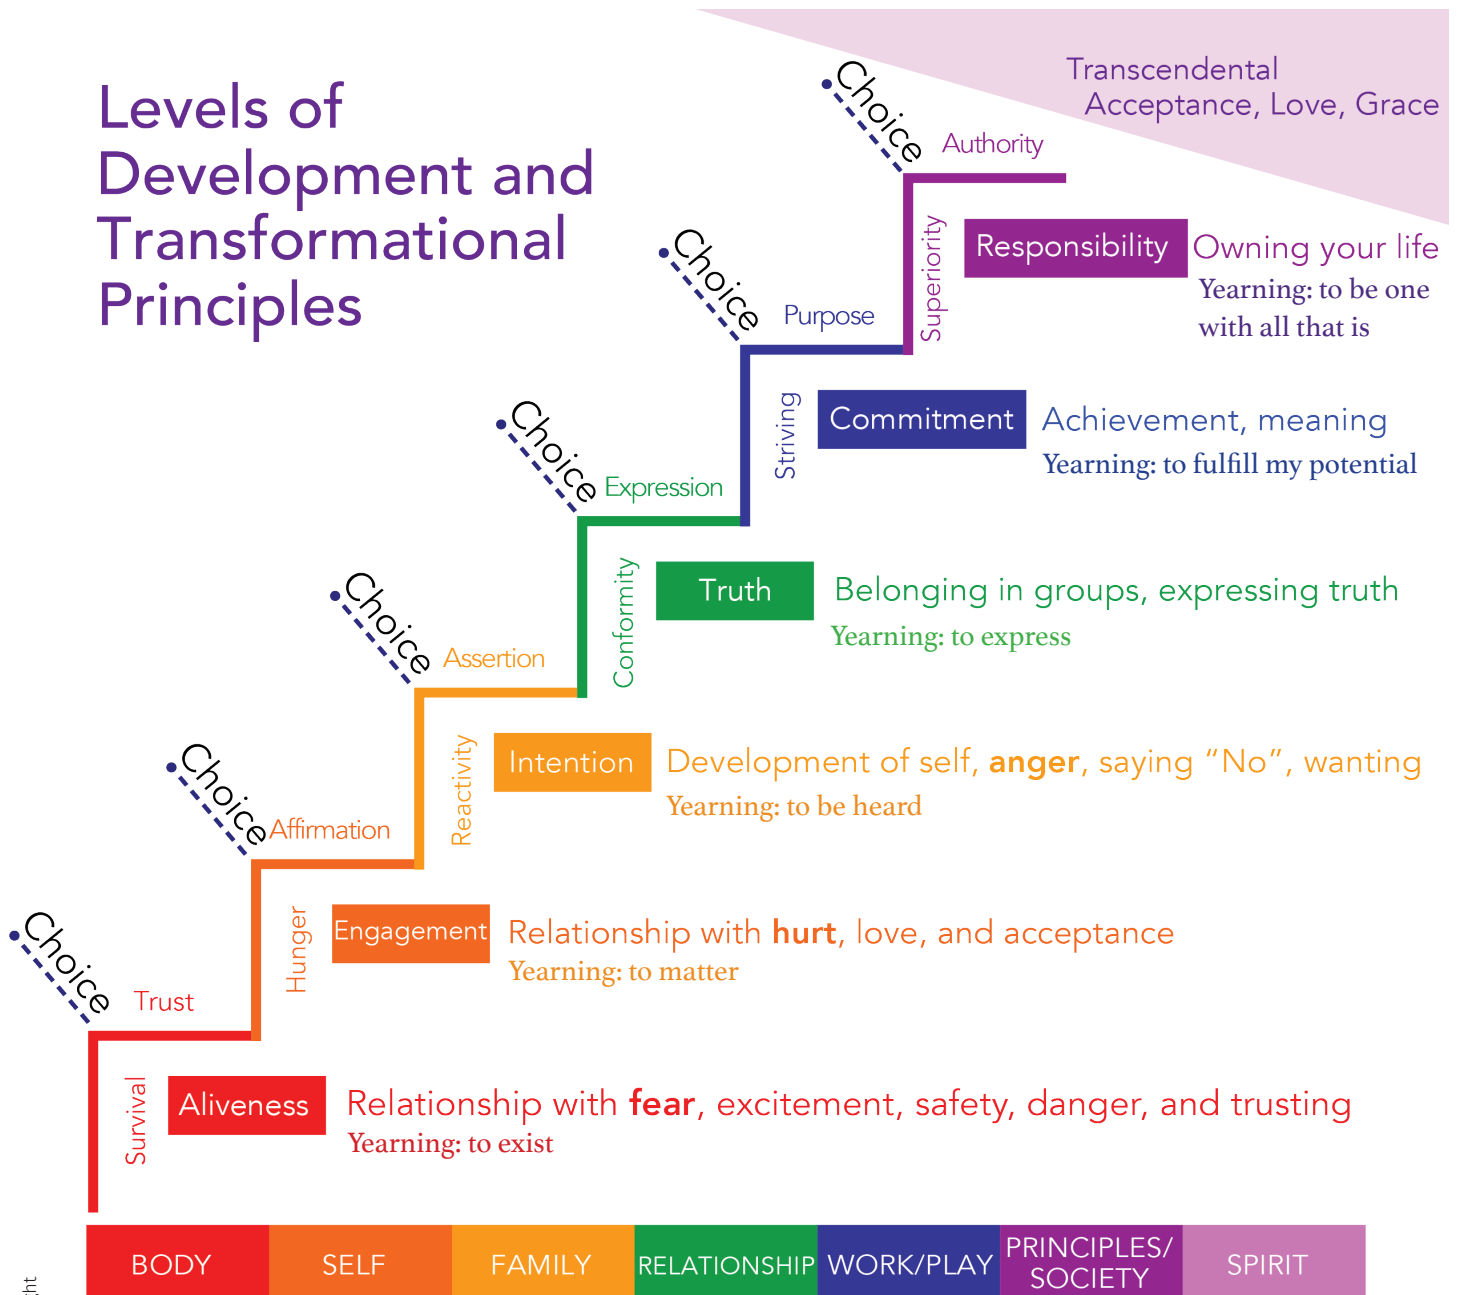 Levels of
Development and
Transformational
Principles
Transcendental
Acceptance, Love, Grace
Choice
Authority
Superiority
Responsibility
Owning your life
Yearning: to be one
with all that is
Choice
Purpose
Striving
Commitment
Achievement, meaning
Yearning: to fulfill my potential
Choice
Expression
Conformity
Truth
Belonging in groups, expressing truth
Yearning: to express
Choice
Assertion
Reactivity
Intention
Development of self, anger, saying “No”, wanting
Yearning: to be heard
Choice
Affirmation
Hunger
Engagement
Relationship with hurt, love, and acceptance
Yearning: to matter
Choice
Trust
Survival
Aliveness
Relationship with fear, excitement, safety, danger, and trusting
Yearning: to exist
BODY
SELF
FAMILY
RELATIONSHIP
WORK/PLAY
PRINCIPLES/
SOCIETY
SPIRIT